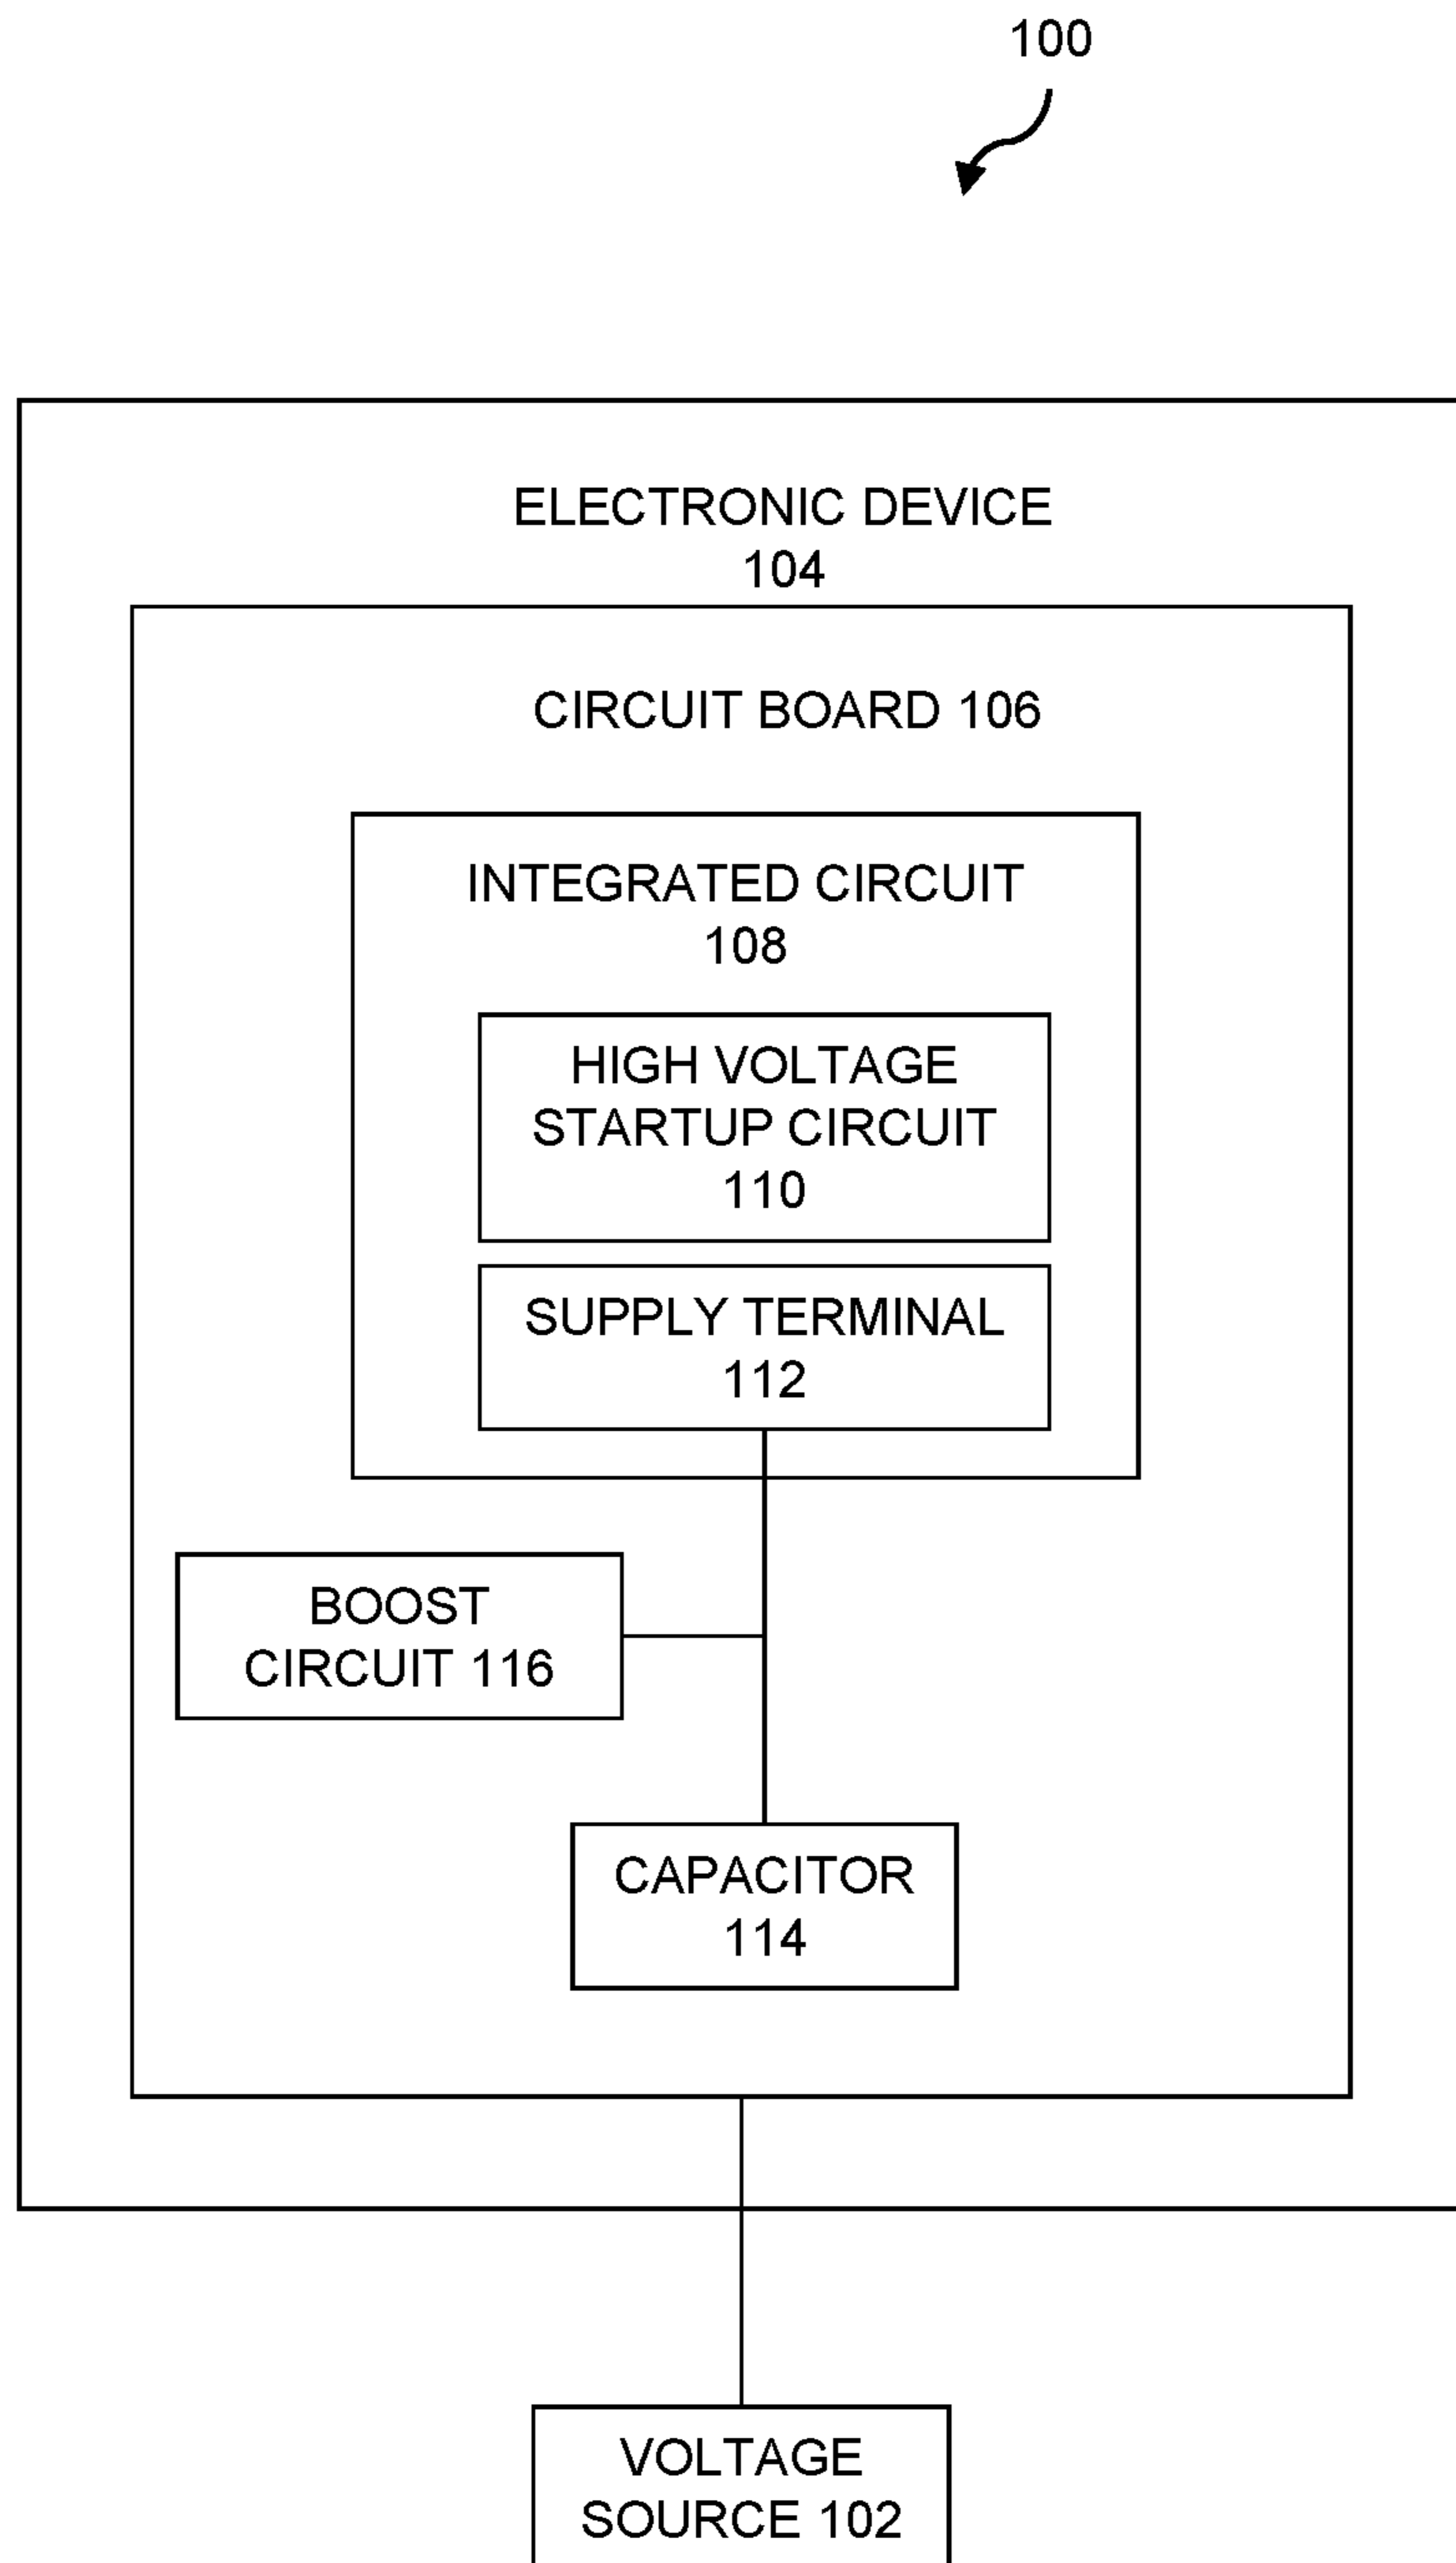 100
ELECTRONIC DEVICE
104
CIRCUIT BOARD 106
INTEGRATED CIRCUIT
108
HIGH VOLTAGE
STARTUP CIRCUIT
110
SUPPLY TERMINAL
112
BOOST
CIRCUIT 116
CAPACITOR
114
VOLTAGE
SOURCE 102